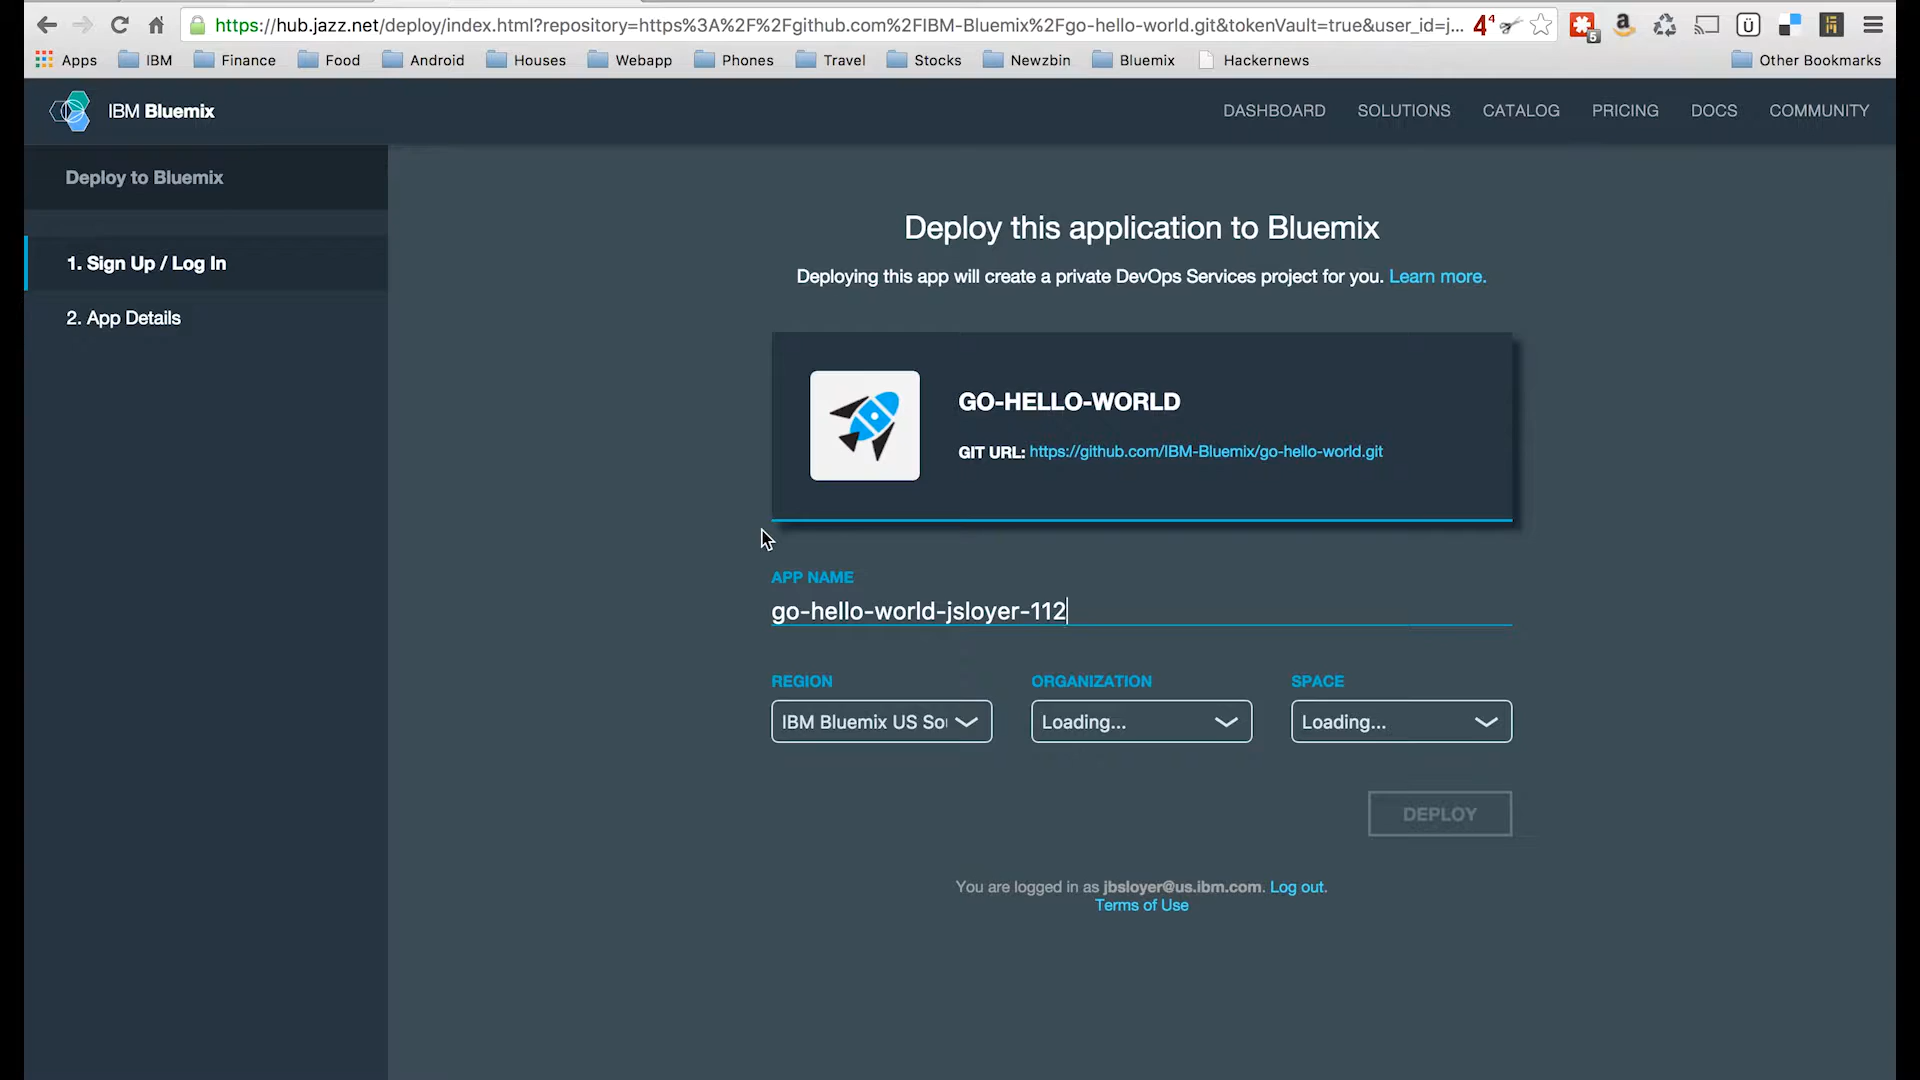 https://hub.jazz.net/deploy/index.html?repository=https%3A%2F%2Fgithub.com%2FIBM-Bluemix%2Fgo-hello-world.git&tokenVault=true&user_id=j...
Apps IBM Finance Food Android Houses Webapp Phones Travel Stocks Newzbin Bluemix Hackernews Other Bookmarks
IBM Bluemix DASHBOARD SOLUTIONS CATALOG PRICING DOCS COMMUNITY
Deploy to Bluemix
1. Sign Up / Log In
2. App Details
Deploy this application to Bluemix
Deploying this app will create a private DevOps Services project for you. Learn more.
GO-HELLO-WORLD
GIT URL: https://github.com/IBM-Bluemix/go-hello-world.git
APP NAME
go-hello-world-jsloyer-112
REGION ORGANIZATION SPACE
IBM Bluemix US Sou Loading... Loading...
DEPLOY
You are logged in as jbsloyer@us.ibm.com. Log out.
Terms of Use